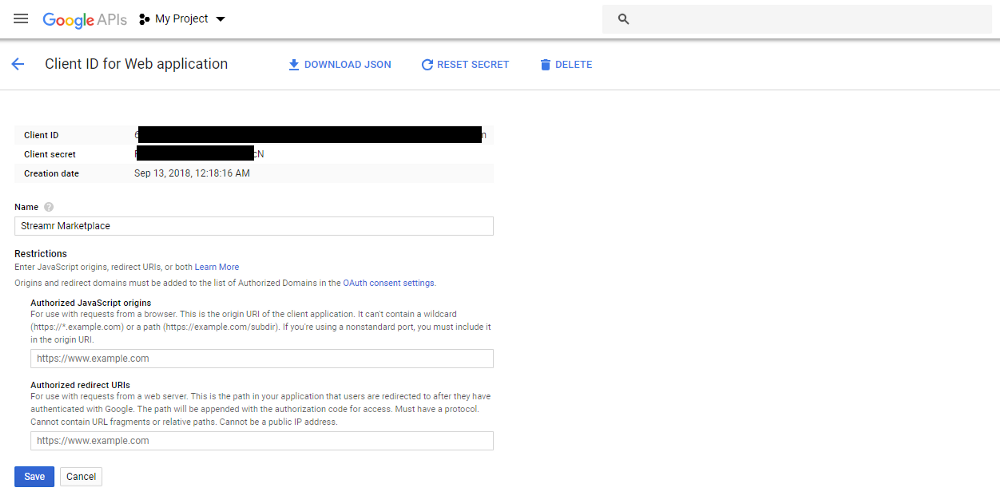 Google APIs My Project
Client ID for Web application DOWNLOAD JSON RESET SECRET DELETE
Client ID
Client secret cN
Creation date Sep 13, 2018, 12:18:16 AM
Name ?
Streamr Marketplace
Restrictions
Enter JavaScript origins, redirect URIs, or both Learn More
Origins and redirect domains must be added to the list of Authorized Domains in the OAuth consent settings.
Authorized JavaScript origins
For use with requests from a browser. This is the origin URI of the client application. It can't contain a wildcard
(https://*.example.com) or a path (https://example.com/subdir). If you're using a nonstandard port, you must include it
in the origin URI.
https://www.example.com
Authorized redirect URIs
For use with requests from a web server. This is the path in your application that users are redirected to after they have
authenticated with Google. The path will be appended with the authorization code for access. Must have a protocol.
Cannot contain URL fragments or relative paths. Cannot be a public IP address.
https://www.example.com
Save Cancel